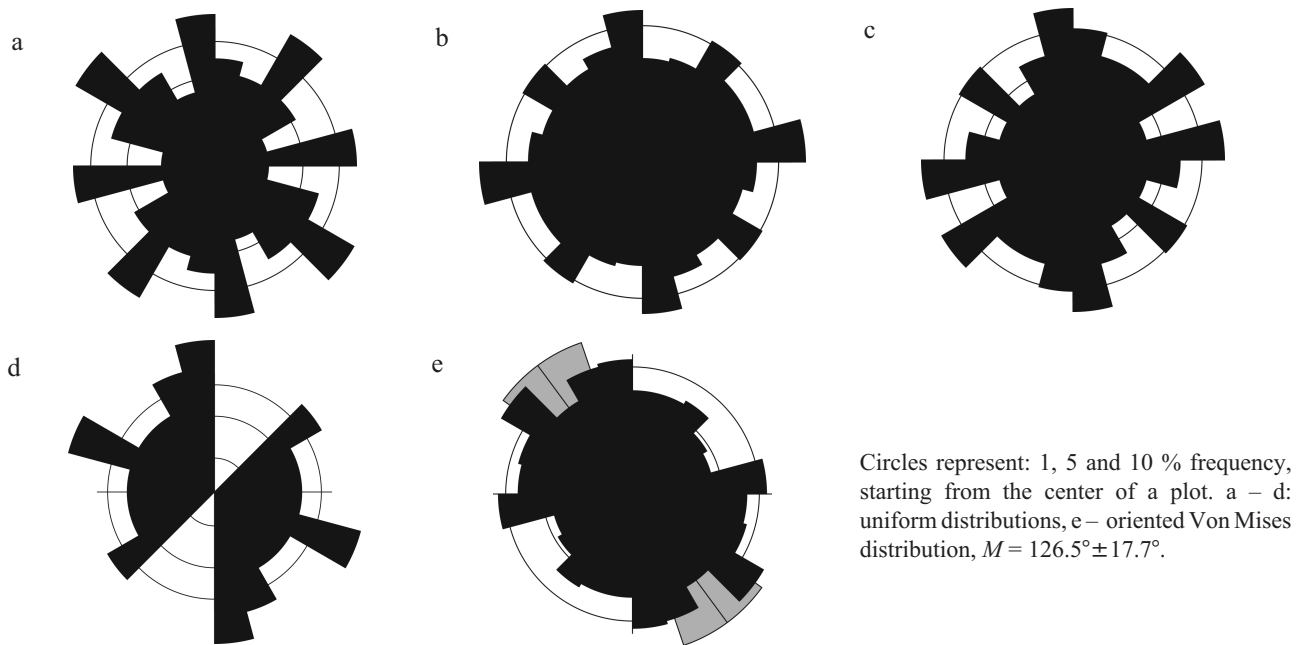 a
b
c
d
e
Circles represent: 1, 5 and 10 % frequency,
starting from the center of a plot. a – d:
uniform distributions, e – oriented Von Mises
distribution, M = 126.5°±17.7°.